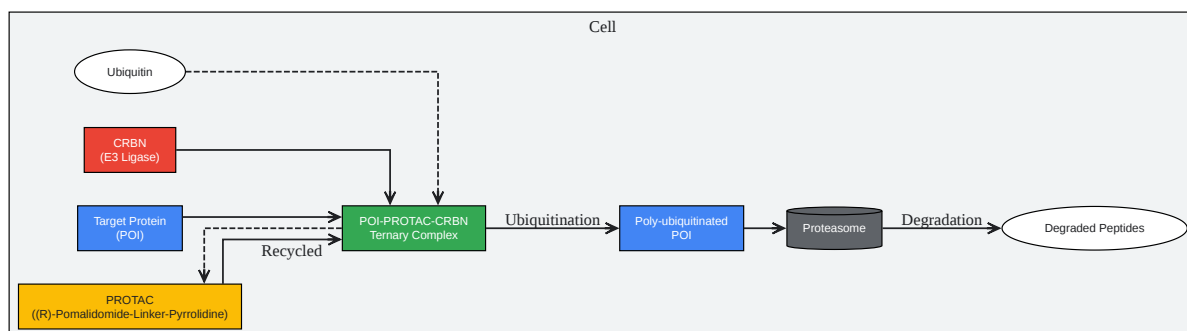 Cell
Ubiquitin
CRBN
(E3 Ligase)
Target Protein
(POI)
POI-PROTAC-CRBN
Ternary Complex
Ubiquitination
Poly-ubiquitinated
POI
Proteasome
Degradation
Degraded Peptides
Recycled
PROTAC
((R)-Pomalidomide-Linker-Pyrrolidine)